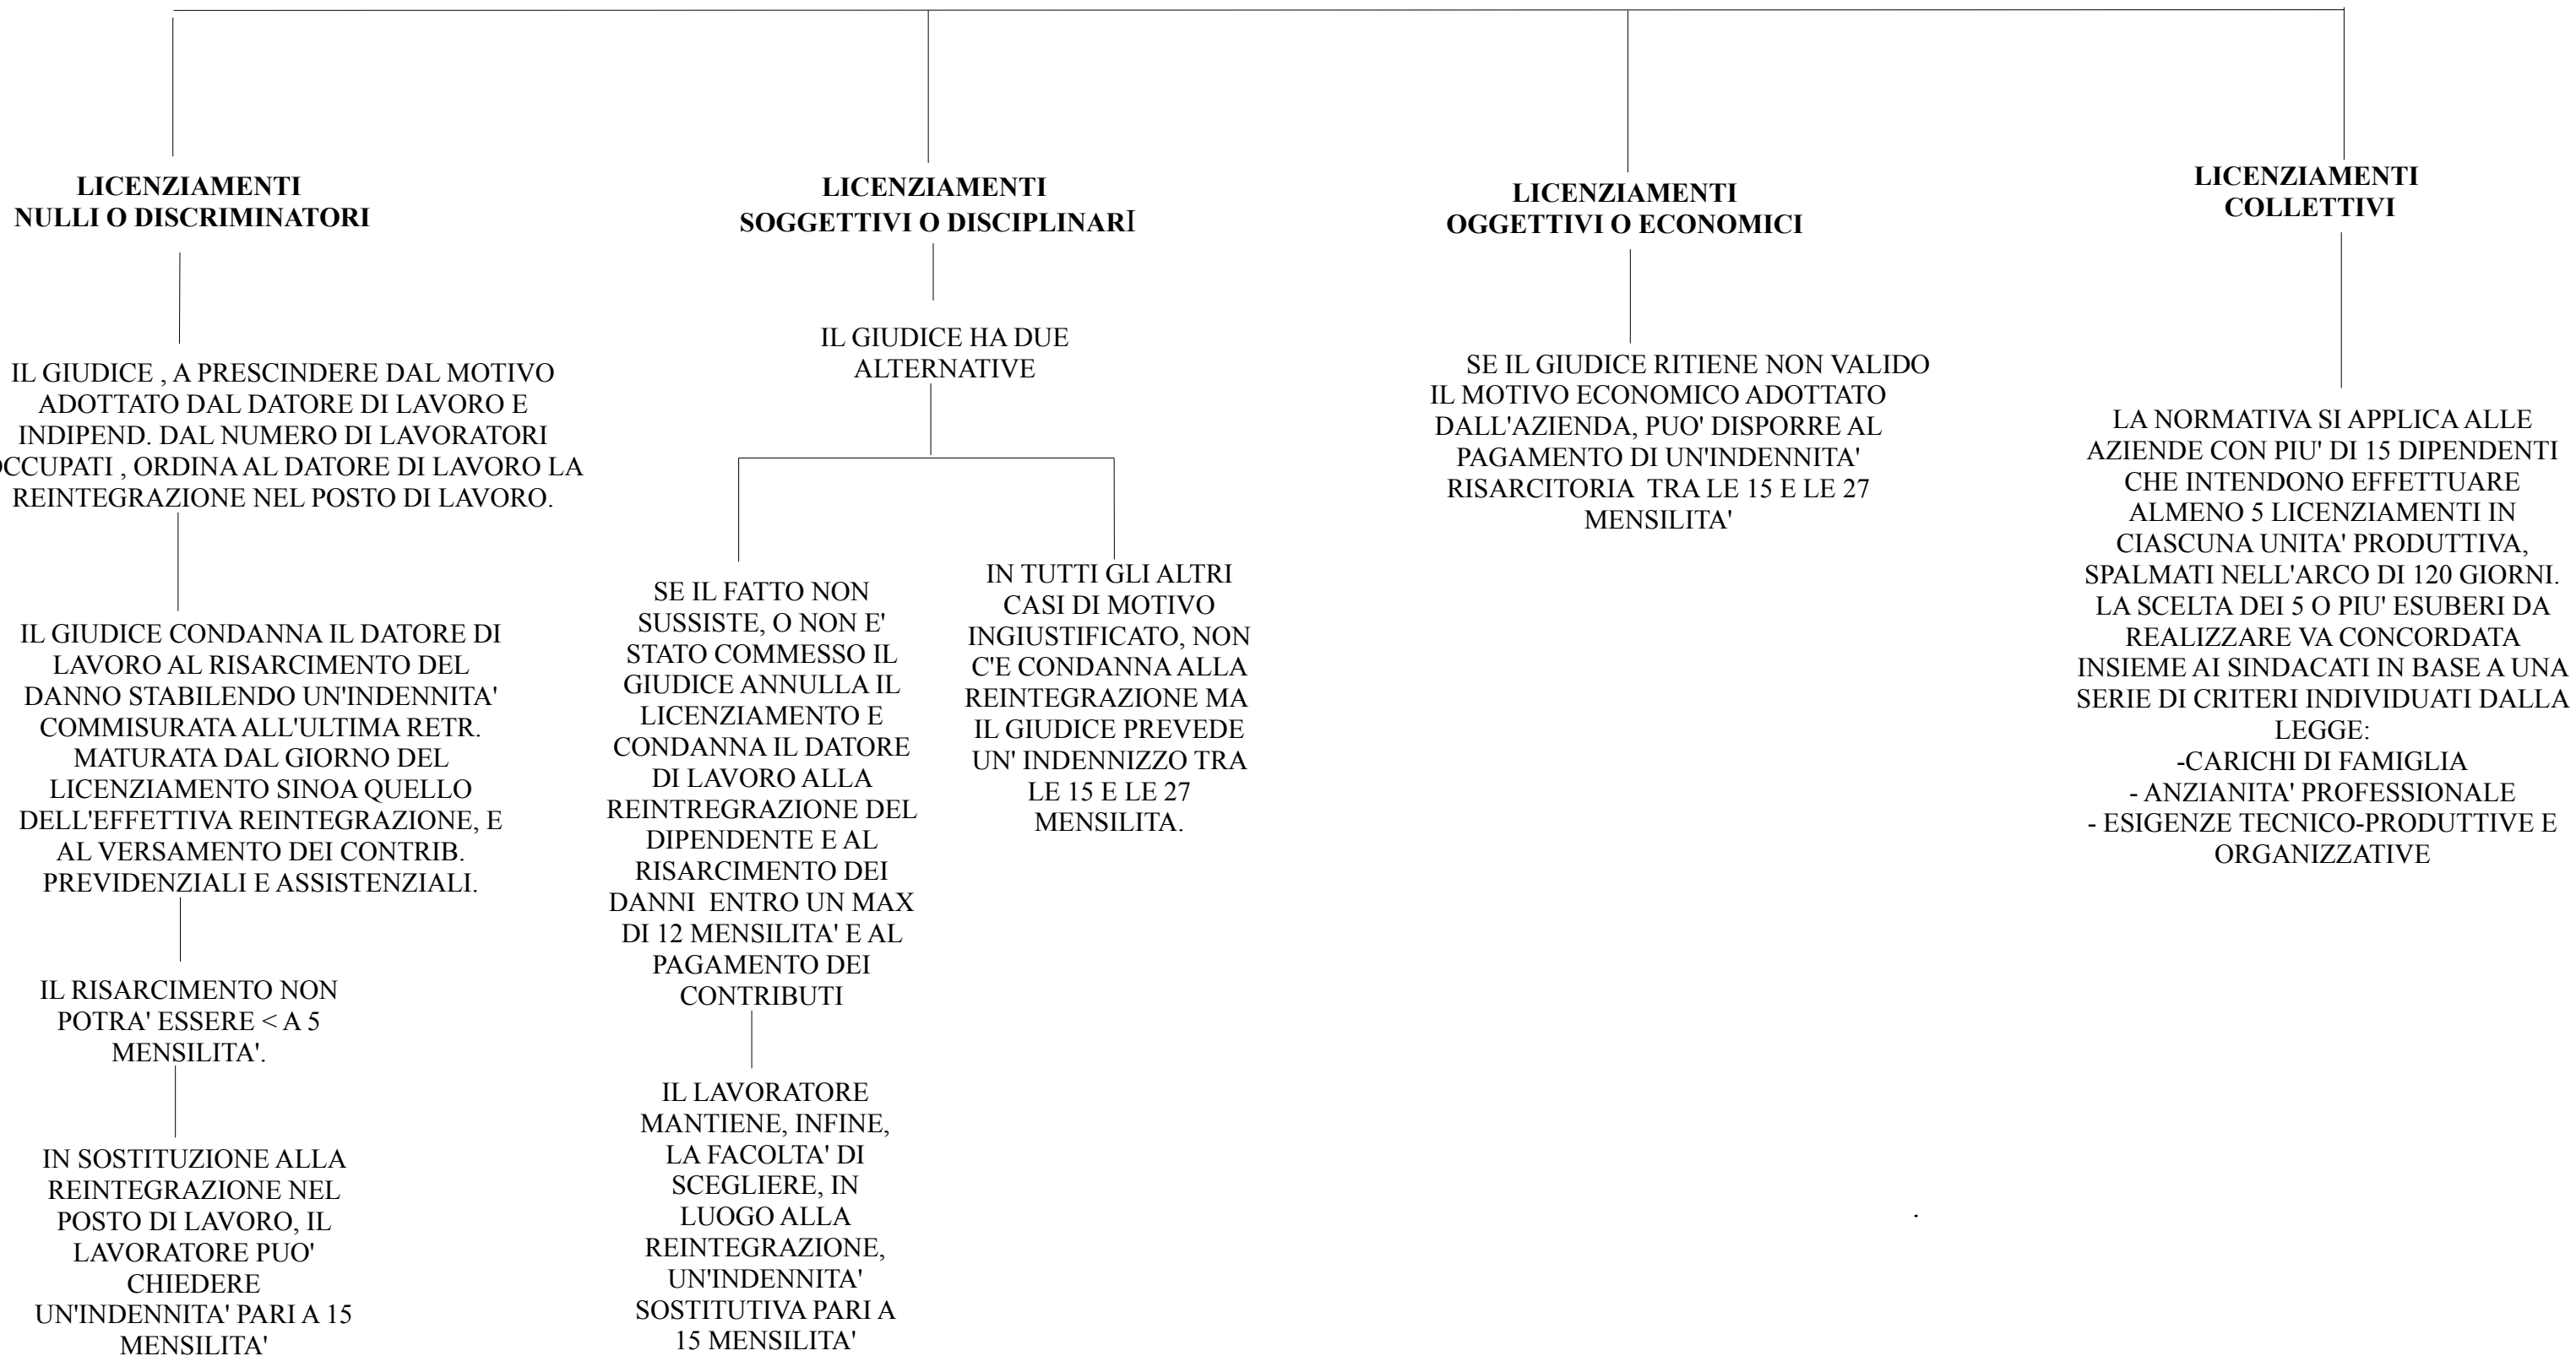 LICENZIAMENTI
NULLI O DISCRIMINATORI
IL GIUDICE , A PRESCINDERE DAL MOTIVO
ADOTTATO DAL DATORE DI LAVORO E
INDIPEND. DAL NUMERO DI LAVORATORI
OCCUPATI , ORDINA AL DATORE DI LAVORO LA
REINTEGRAZIONE NEL POSTO DI LAVORO.
IL GIUDICE CONDANNA IL DATORE DI
LAVORO AL RISARCIMENTO DEL
DANNO STABILENDO UN'INDENNITA'
COMMISURATA ALL'ULTIMA RETR.
MATURATA DAL GIORNO DEL
LICENZIAMENTO SINOA QUELLO
DELL'EFFETTIVA REINTEGRAZIONE, E
AL VERSAMENTO DEI CONTRIB.
PREVIDENZIALI E ASSISTENZIALI.
IL RISARCIMENTO NON
POTRA' ESSERE < A 5
MENSILITA'.
IN SOSTITUZIONE ALLA
REINTEGRAZIONE NEL
POSTO DI LAVORO, IL
LAVORATORE PUO'
CHIEDERE
UN'INDENNITA' PARI A 15
MENSILITA'
LICENZIAMENTI
SOGGETTIVI O DISCIPLINARI
IL GIUDICE HA DUE
ALTERNATIVE
SE IL FATTO NON
SUSSISTE, O NON E'
STATO COMMESSO IL
GIUDICE ANNULLA IL
LICENZIAMENTO E
CONDANNA IL DATORE
DI LAVORO ALLA
REINTREGRAZIONE DEL
DIPENDENTE E AL
RISARCIMENTO DEI
DANNI ENTRO UN MAX
DI 12 MENSILITA' E AL
PAGAMENTO DEI
CONTRIBUTI
IL LAVORATORE
MANTIENE, INFINE,
LA FACOLTA' DI
SCEGLIERE, IN
LUOGO ALLA
REINTEGRAZIONE,
UN'INDENNITA'
SOSTITUTIVA PARI A
15 MENSILITA'
IN TUTTI GLI ALTRI
CASI DI MOTIVO
INGIUSTIFICATO, NON
C'E CONDANNA ALLA
REINTEGRAZIONE MA
IL GIUDICE PREVEDE
UN' INDENNIZZO TRA
LE 15 E LE 27
MENSILITA.
LICENZIAMENTI
OGGETTIVI O ECONOMICI
SE IL GIUDICE RITIENE NON VALIDO
IL MOTIVO ECONOMICO ADOTTATO
DALL'AZIENDA, PUO' DISPORRE AL
PAGAMENTO DI UN'INDENNITA'
RISARCITORIA TRA LE 15 E LE 27
MENSILITA'
.
LICENZIAMENTI
COLLETTIVI
LA NORMATIVA SI APPLICA ALLE
AZIENDE CON PIU' DI 15 DIPENDENTI
CHE INTENDONO EFFETTUARE
ALMENO 5 LICENZIAMENTI IN
CIASCUNA UNITA' PRODUTTIVA,
SPALMATI NELL'ARCO DI 120 GIORNI.
LA SCELTA DEI 5 O PIU' ESUBERI DA
REALIZZARE VA CONCORDATA
INSIEME AI SINDACATI IN BASE A UNA
SERIE DI CRITERI INDIVIDUATI DALLA
LEGGE:
-CARICHI DI FAMIGLIA
- ANZIANITA' PROFESSIONALE
- ESIGENZE TECNICO-PRODUTTIVE E
ORGANIZZATIVE